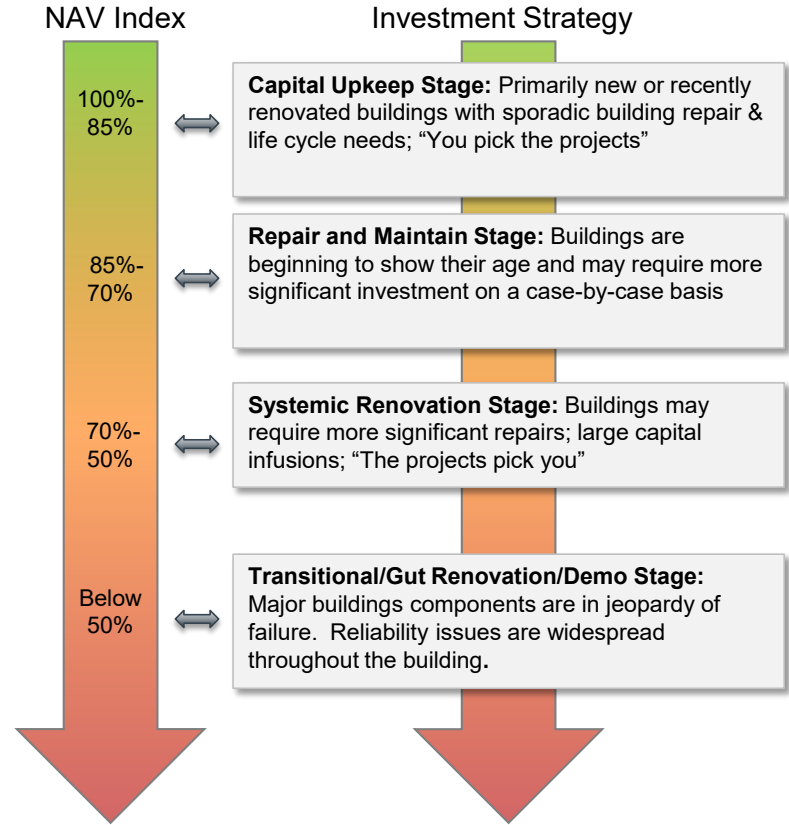 NAV Index
Investment Strategy
100%-
85%
Capital Upkeep Stage: Primarily new or recently
renovated buildings with sporadic building repair &
life cycle needs; “You pick the projects”
85%-
70%
Repair and Maintain Stage: Buildings are
beginning to show their age and may require more
significant investment on a case-by-case basis
70%-
50%
Systemic Renovation Stage: Buildings may
require more significant repairs; large capital
infusions; “The projects pick you”
Below
50%
Transitional/Gut Renovation/Demo Stage:
Major buildings components are in jeopardy of
failure.  Reliability issues are widespread
throughout the building.